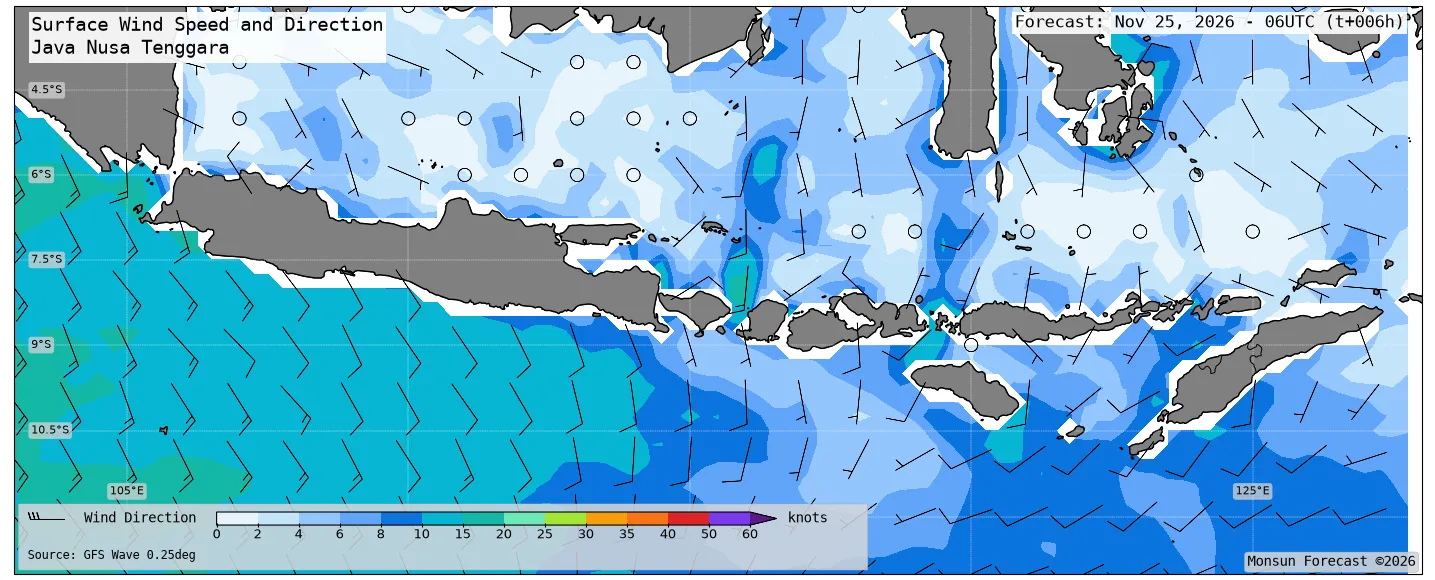 Surface Wind Speed and Direction
Java Nusa Tenggara
Forecast: Nov 25, 2026 - 06UTC (t+006h)
4.5°S
6°S
7.5°S
9°S
10.5°S
105°E
125°E
Wind Direction
0 2 4 6 8 10 15 20 25 30 35 40 50 60
knots
Source: GFS Wave 0.25deg
Monsun Forecast ©2026